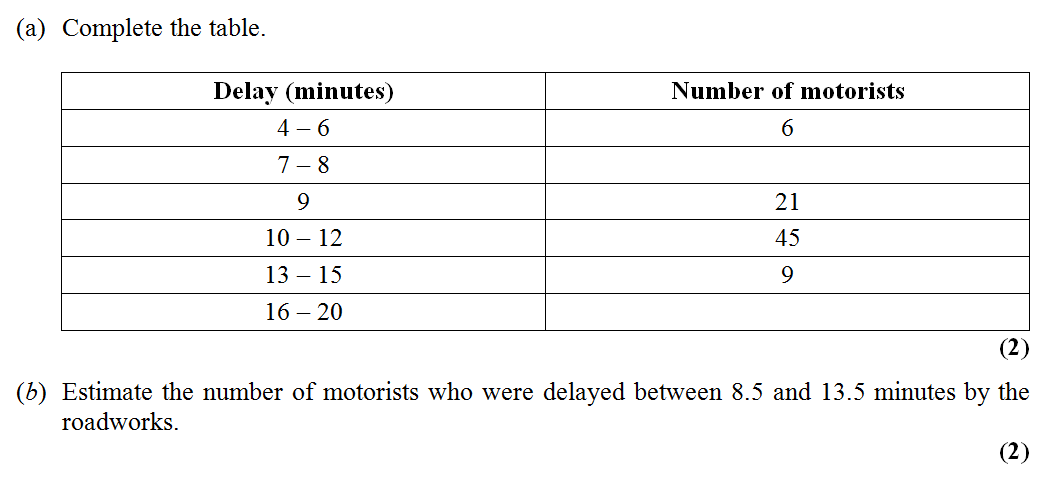 (a) Complete the table.
Delay (minutes) Number of motorists
4 – 6 6
7 – 8
9 21
10 – 12 45
13 – 15 9
16 – 20
(2)
(b) Estimate the number of motorists who were delayed between 8.5 and 13.5 minutes by the
roadworks.
(2)